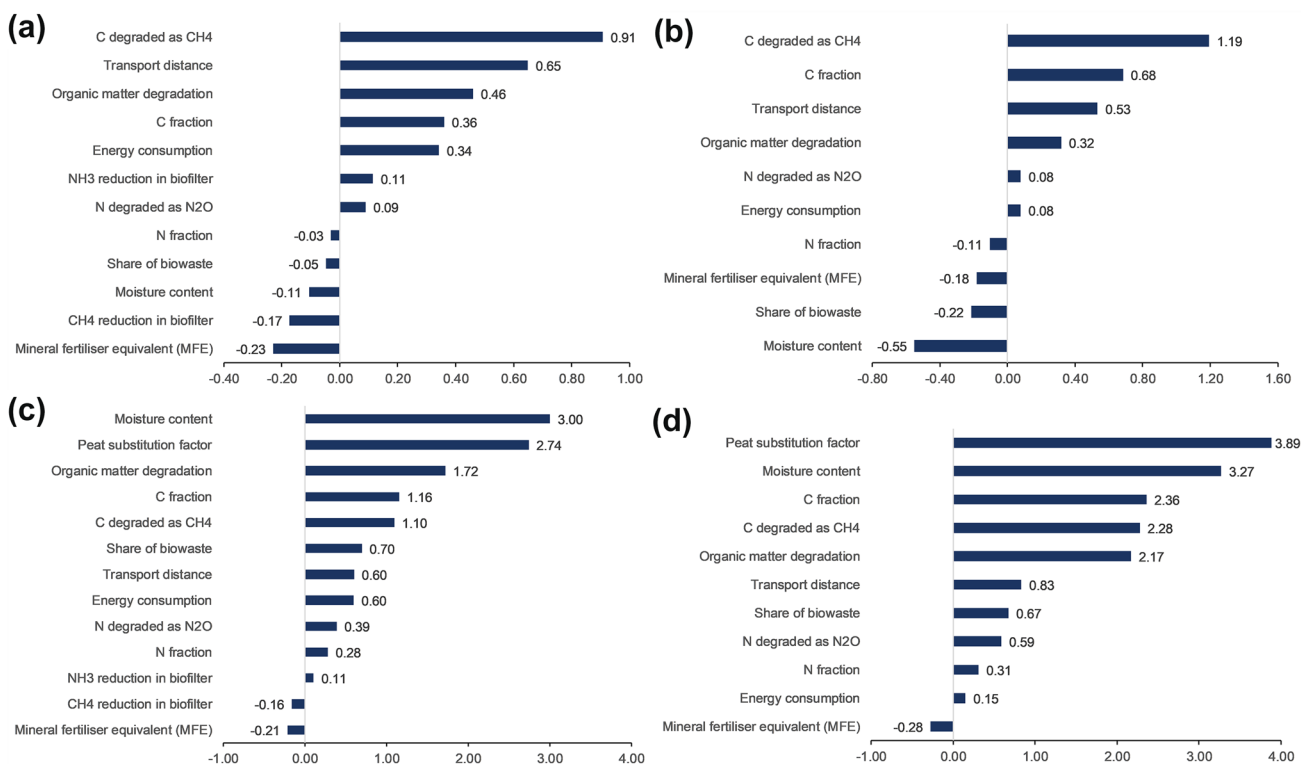 (a)
C degraded as CH4 0.91
Transport distance 0.65
Organic matter degradation 0.46
C fraction 0.36
Energy consumption 0.34
NH3 reduction in biofilter 0.11
N degraded as N2O 0.09
N fraction -0.03
Share of biowaste -0.05
Moisture content -0.11
CH4 reduction in biofilter -0.17
Mineral fertiliser equivalent (MFE) -0.23
-0.40 -0.20 0.00 0.20 0.40 0.60 0.80 1.00
(b)
C degraded as CH4 1.19
C fraction 0.68
Transport distance 0.53
Organic matter degradation 0.32
N degraded as N2O 0.08
Energy consumption 0.08
N fraction -0.11
Mineral fertiliser equivalent (MFE) -0.18
Share of biowaste -0.22
Moisture content -0.55
-0.80 -0.40 0.00 0.40 0.80 1.20 1.60
(c)
Moisture content 3.00
Peat substitution factor 2.74
Organic matter degradation 1.72
C fraction 1.16
C degraded as CH4 1.10
Share of biowaste 0.70
Transport distance 0.60
Energy consumption 0.60
N degraded as N2O 0.39
N fraction 0.28
NH3 reduction in biofilter 0.11
CH4 reduction in biofilter -0.16
Mineral fertiliser equivalent (MFE) -0.21
-1.00 0.00 1.00 2.00 3.00 4.00
(d)
Peat substitution factor 3.89
Moisture content 3.27
C fraction 2.36
C degraded as CH4 2.28
Organic matter degradation 2.17
Transport distance 0.83
Share of biowaste 0.67
N degraded as N2O 0.59
N fraction 0.31
Energy consumption 0.15
Mineral fertiliser equivalent (MFE) -0.28
-1.00 0.00 1.00 2.00 3.00 4.00